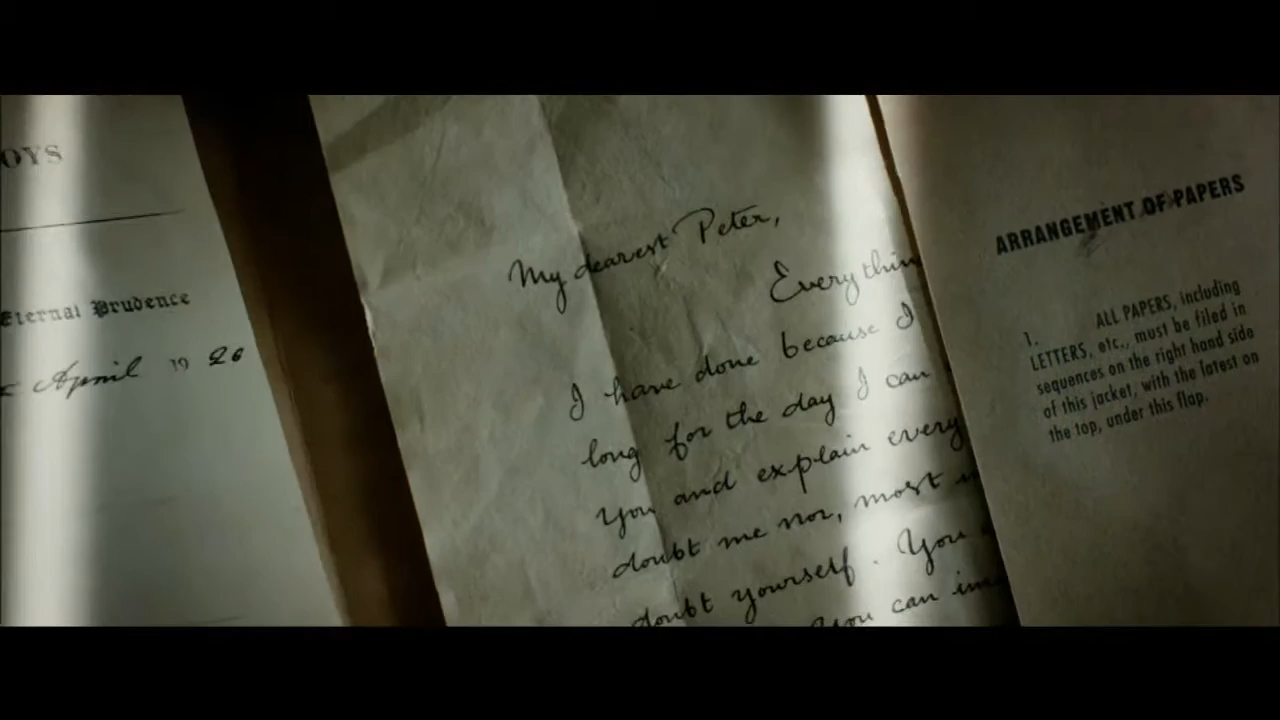 OYS
Eternal Prudence
April 1926
My dearest Peter,
Everythin
I have done because I
long for the day I can
you and explain every
doubt me nor, most
doubt yourself. You
You can im
ARRANGEMENT OF PAPERS
1. ALL PAPERS, including
LETTERS, etc., must be filed in
sequences on the right hand side
of this jacket, with the latest on
the top, under this flap.